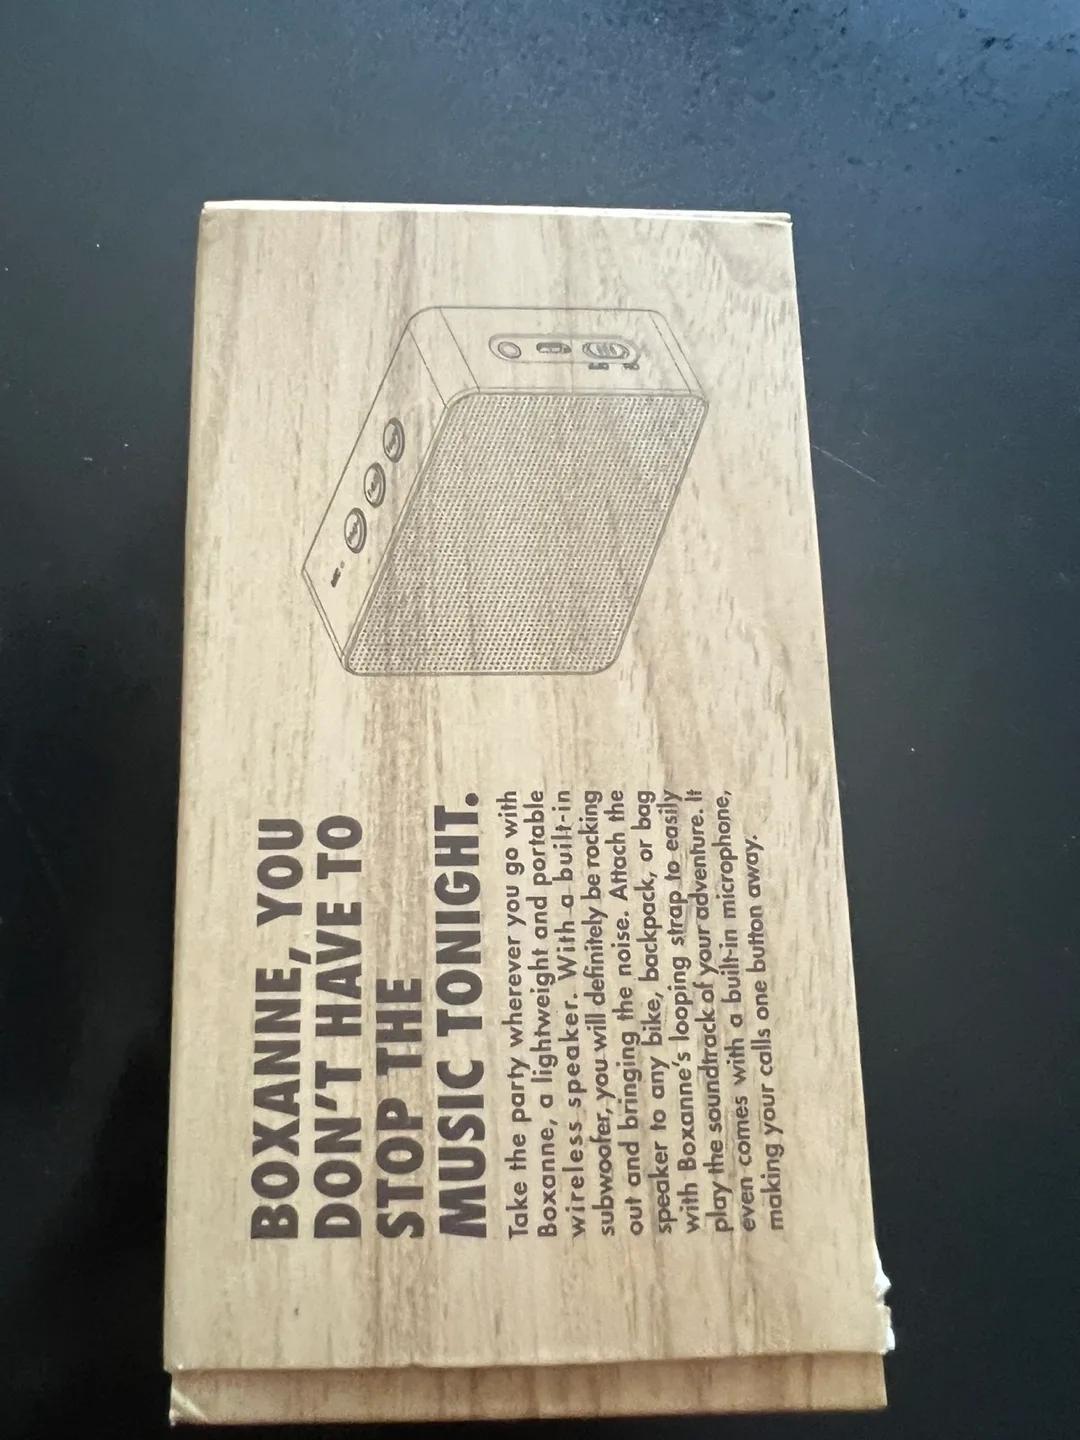 BOXANNE, YOU
DON'T HAVE TO
STOP THE
MUSIC TONIGHT.
Take the party wherever you go with
Boxanne, a lightweight and portable
wireless speaker. With a built-in
subwoofer, you will definitely be rocking
out and bringing the noise. Attach the
speaker to any bike, backpack, or bag
with Boxanne's looping strap to easily
play the soundtrack of your adventure. It
even comes with a built-in microphone,
making your calls one button away.